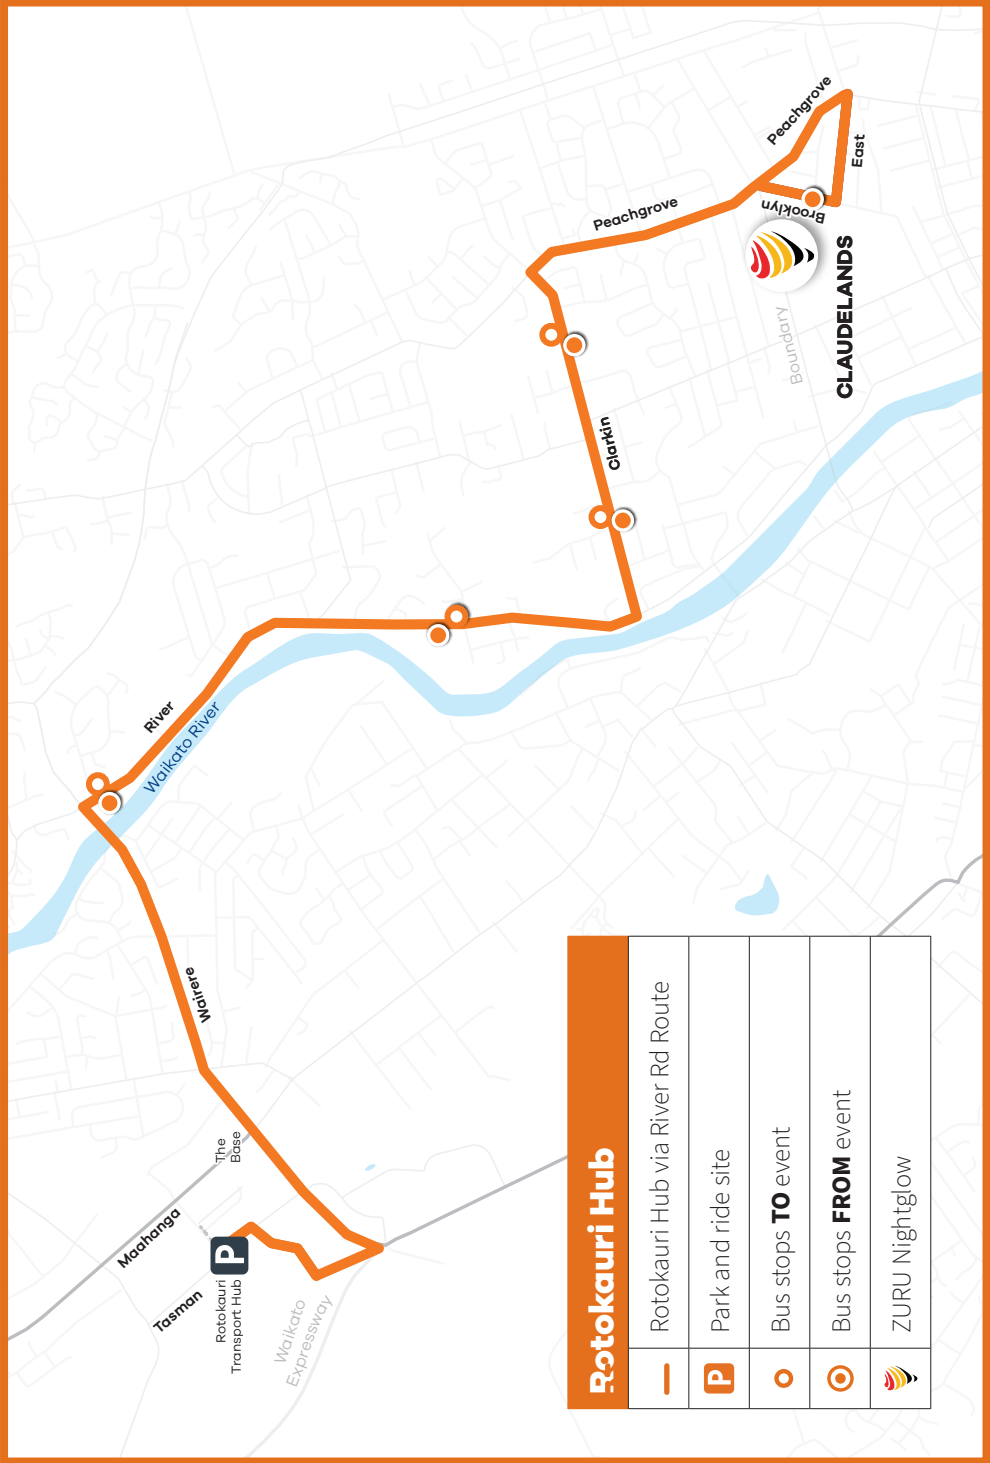 Rotokauri Hub
Rotokauri Hub via River Rd Route
P
Park and ride site
Bus stops TO event
Bus stops FROM event
ZURU Nightglow
Tasman
Maahanga
P
Rotokauri
Transport Hub
The
Base
Waikato
Expressway
Wairere
Waikato River
River
Clarkin
Peachgrove
Peachgrove
East
Brooklyn
Boundary
CLAUDELANDS